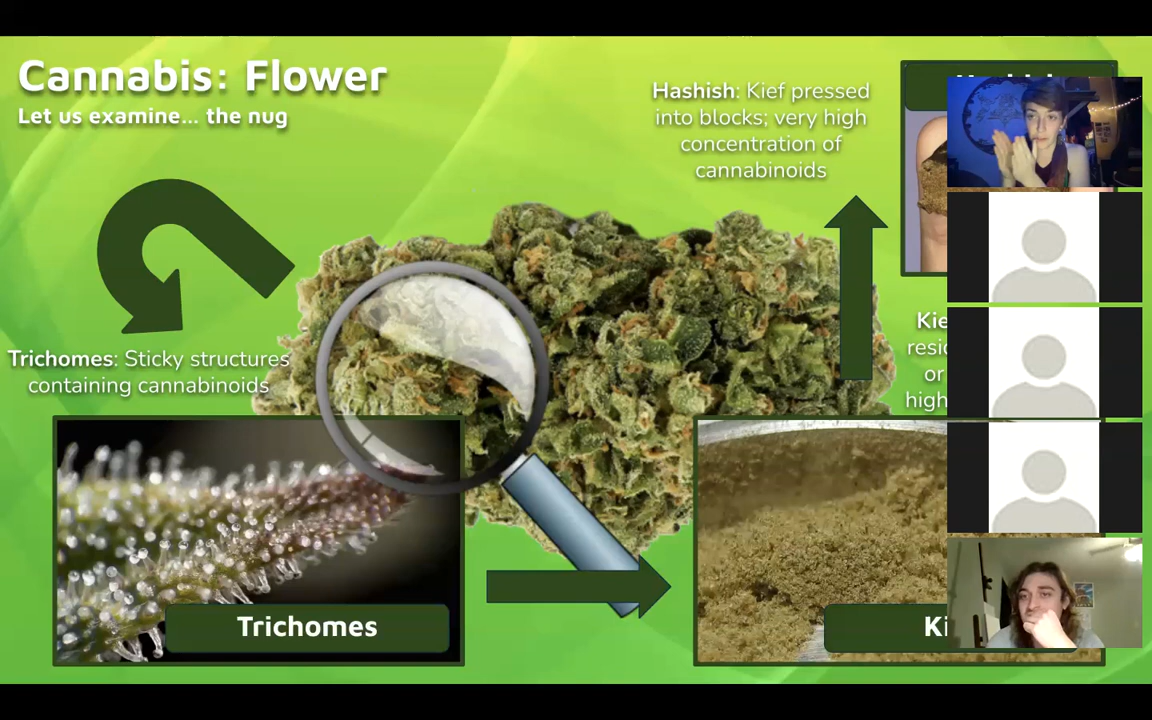 Cannabis: Flower
Let us examine... the nug
Hashish: Kief pressed
into blocks; very high
concentration of
cannabinoids
Trichomes: Sticky structures
containing cannabinoids
Trichomes
or